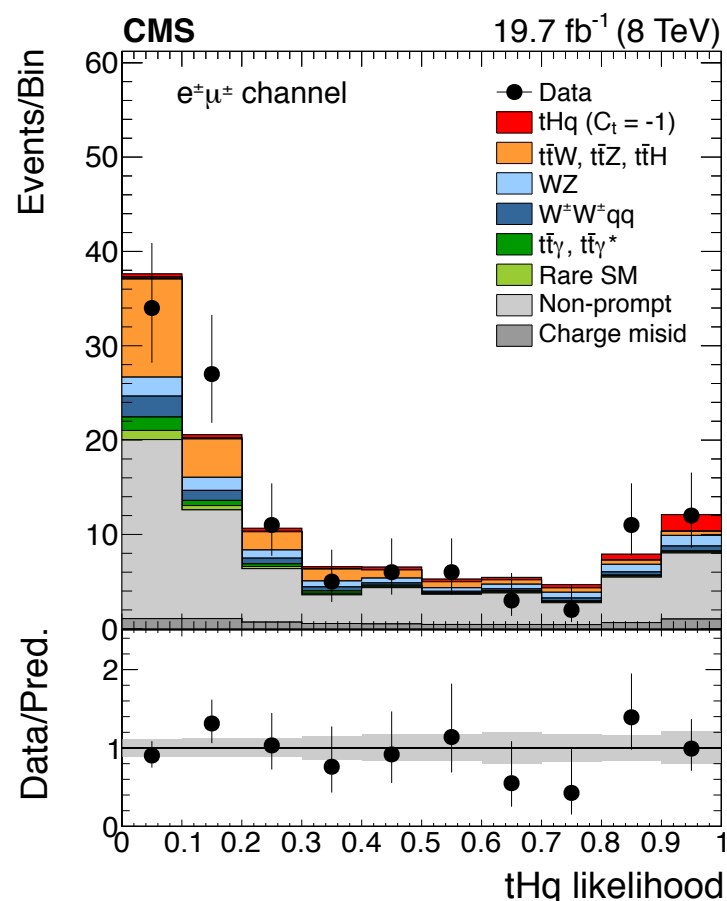 CMS 19.7 fb⁻¹ (8 TeV)
Events/Bin
60
50
40
30
20
10
0
e±μ± channel
Data
tHq (Cₜ = -1)
tt̄W, tt̄Z, tt̄H
WZ
W±W±qq
tt̄γ, tt̄γ*
Rare SM
Non-prompt
Charge misid
Data/Pred.
2
1
0
0 0.1 0.2 0.3 0.4 0.5 0.6 0.7 0.8 0.9 1
tHq likelihood